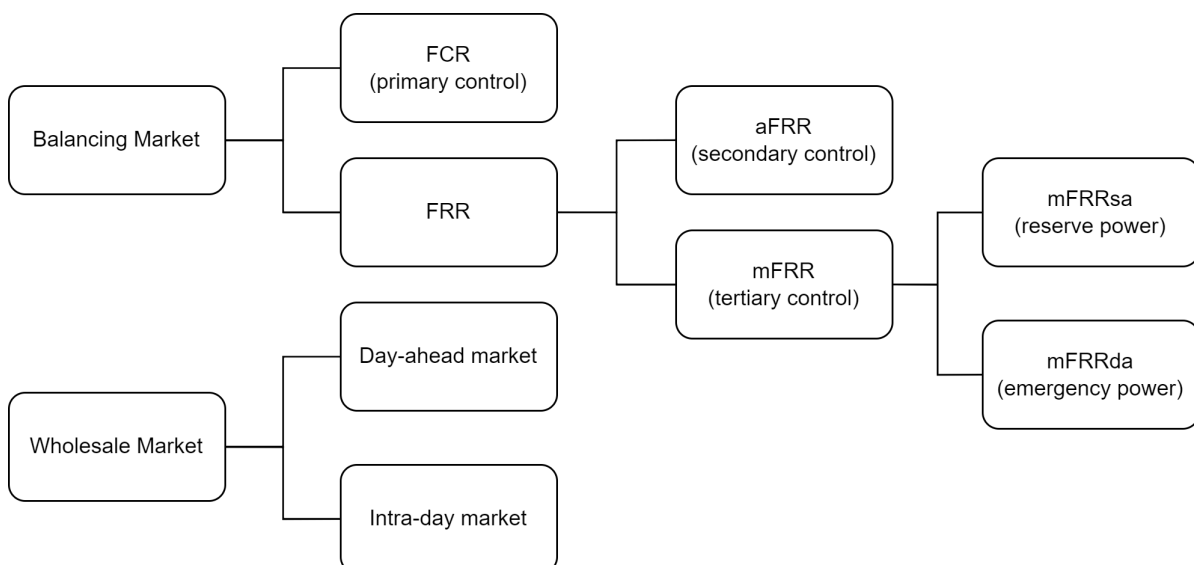 Balancing Market
FCR
(primary control)
FRR
aFRR
(secondary control)
mFRR
(tertiary control)
mFRRsa
(reserve power)
mFRRda
(emergency power)
Wholesale Market
Day-ahead market
Intra-day market